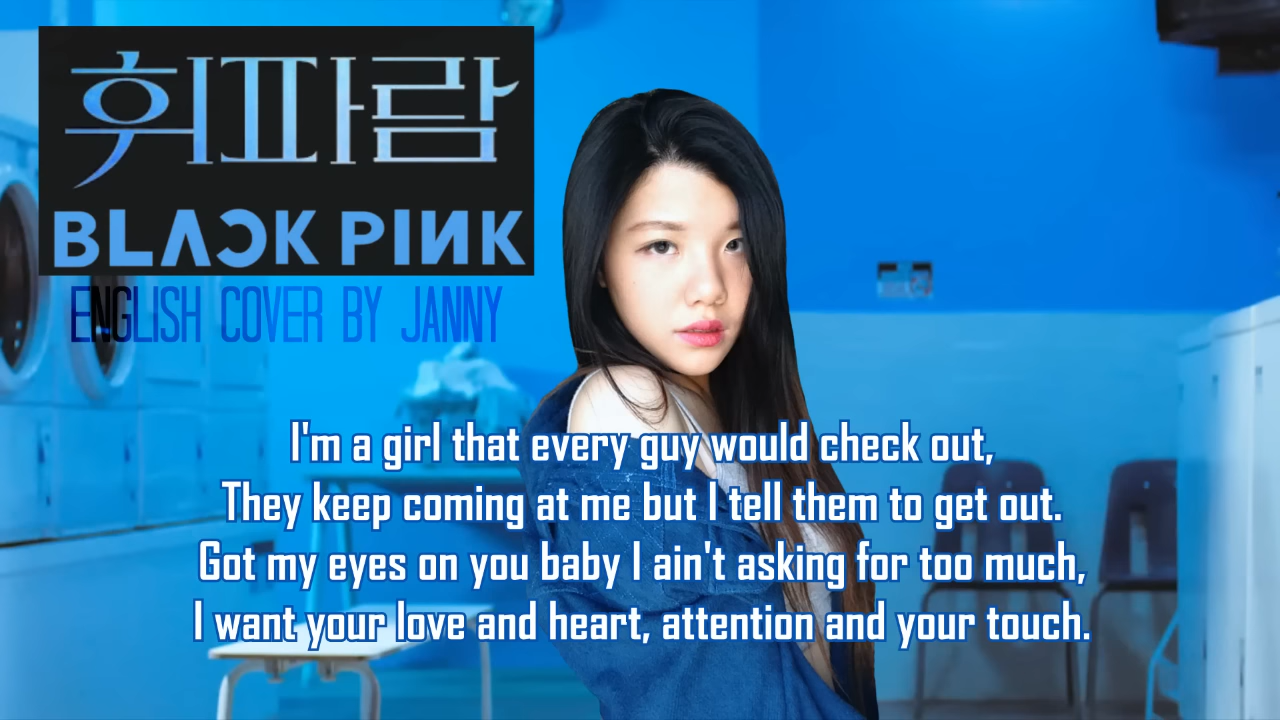 휘파람
BLACKPINK
ENGLISH COVER BY JANNY
I'm a girl that every guy would check out,
They keep coming at me but I tell them to get out.
Got my eyes on you baby I ain't asking for too much,
I want your love and heart, attention and your touch.